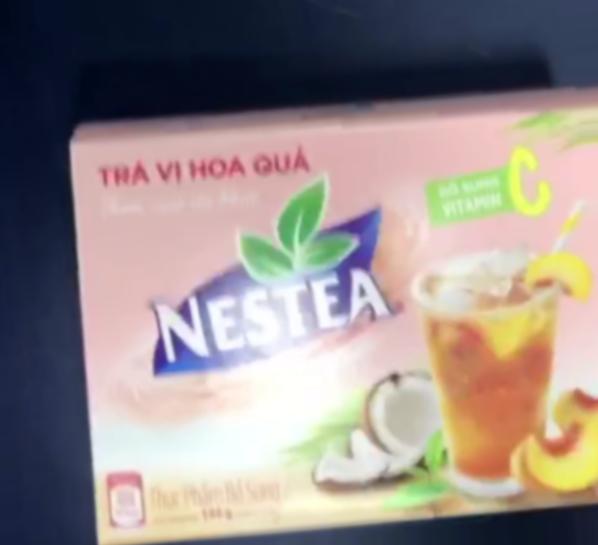 TRÀ VỊ HOA QUẢ
BỔ SUNG
VITAMIN C
NESTEA
Thực Phẩm Bổ Sung